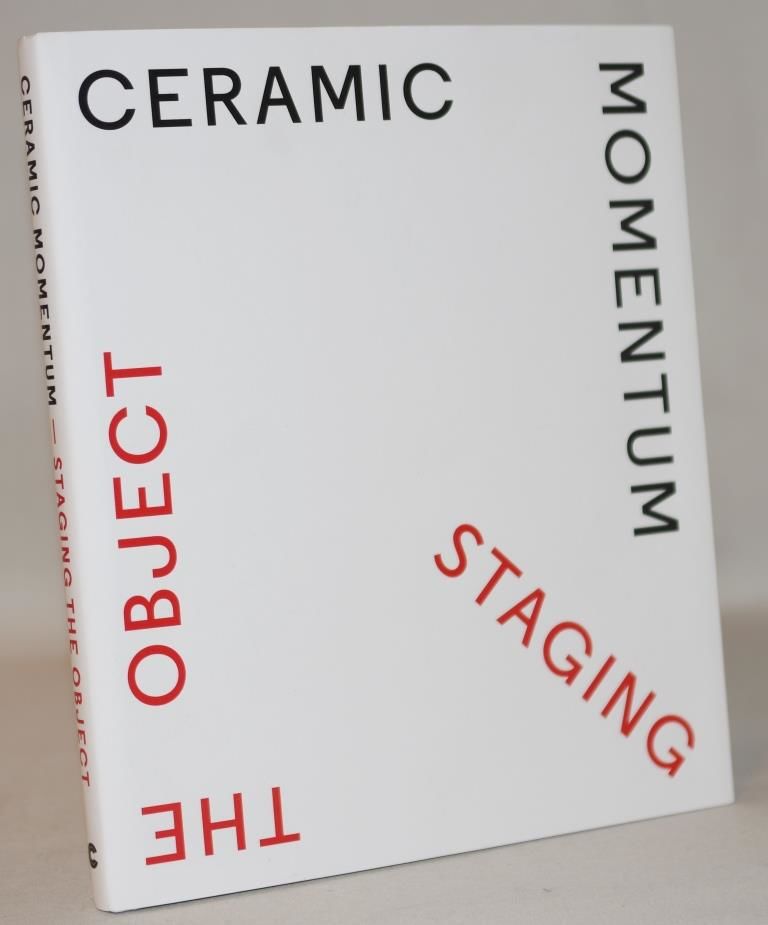 CERAMIC
MOMENTUM
STAGING
THE
OBJECT
CERAMIC MOMENTUM — STAGING THE OBJECT